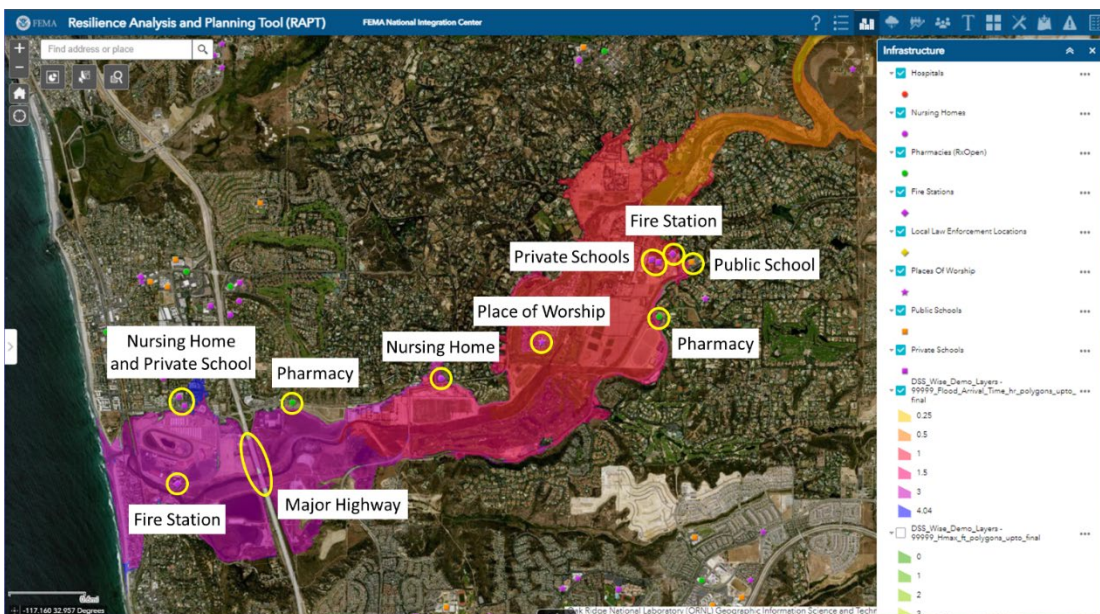 FEMA Resilience Analysis and Planning Tool (RAPT) FEMA National Integration Center
Find address or place
Infrastructure
Hospitals
Nursing Homes
Pharmacies (RxOpen)
Fire Stations
Local Law Enforcement Locations
Places Of Worship
Public Schools
Private Schools
DSS_Wise_Demo_Layers -
99999_Flood_Arrival_Time_hr_polygons_upto_
final
0.25
0.5
1
1.5
3
4.04
DSS_Wise_Demo_Layers -
99999_Hmax_ft_polygons_upto_final
0
1
2
Fire Station
Private Schools
Public School
Place of Worship
Pharmacy
Nursing Home
Nursing Home
and Private School
Pharmacy
Major Highway
Fire Station
-117.160 32.957 Degrees
Ridge National Laboratory (ORNL) Geographic Information Science and